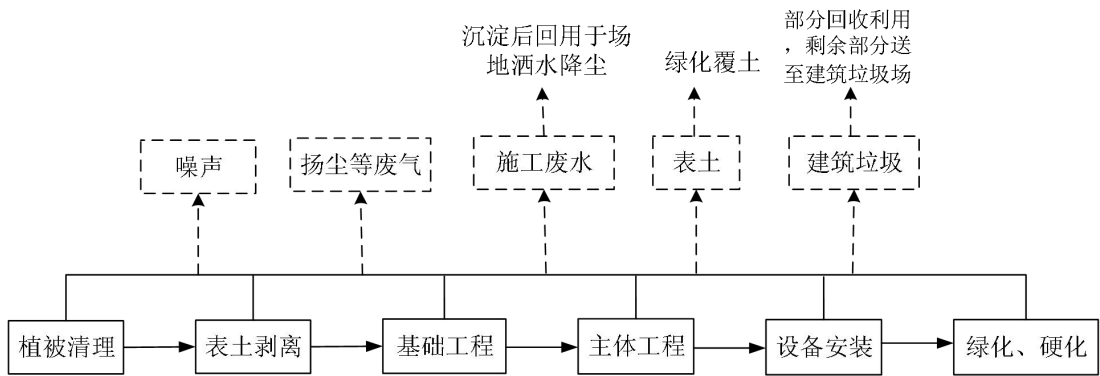 沉淀后回用于场
地洒水降尘
绿化覆土
部分回收利用
，剩余部分送
至建筑垃圾场
噪声
扬尘等废气
施工废水
表土
建筑垃圾
植被清理
表土剥离
基础工程
主体工程
设备安装
绿化、硬化